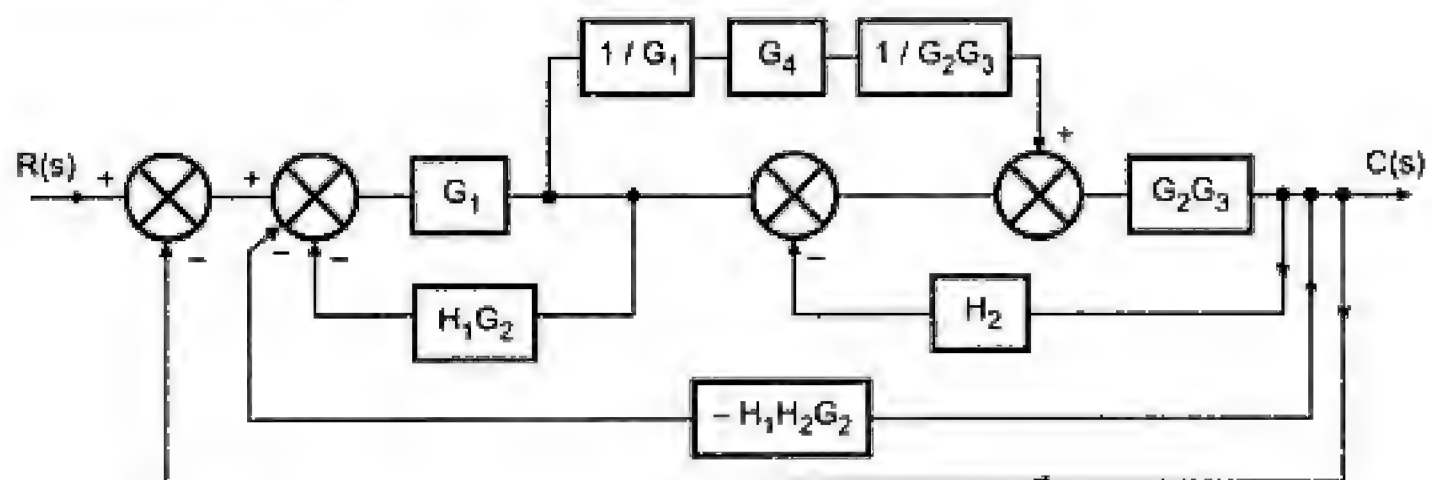 1 / G₁ G₄ 1 / G₂G₃
+
R(s) + + G₁ G₂G₃ C(s)
− − − −
H₁G₂ H₂
− H₁H₂G₂